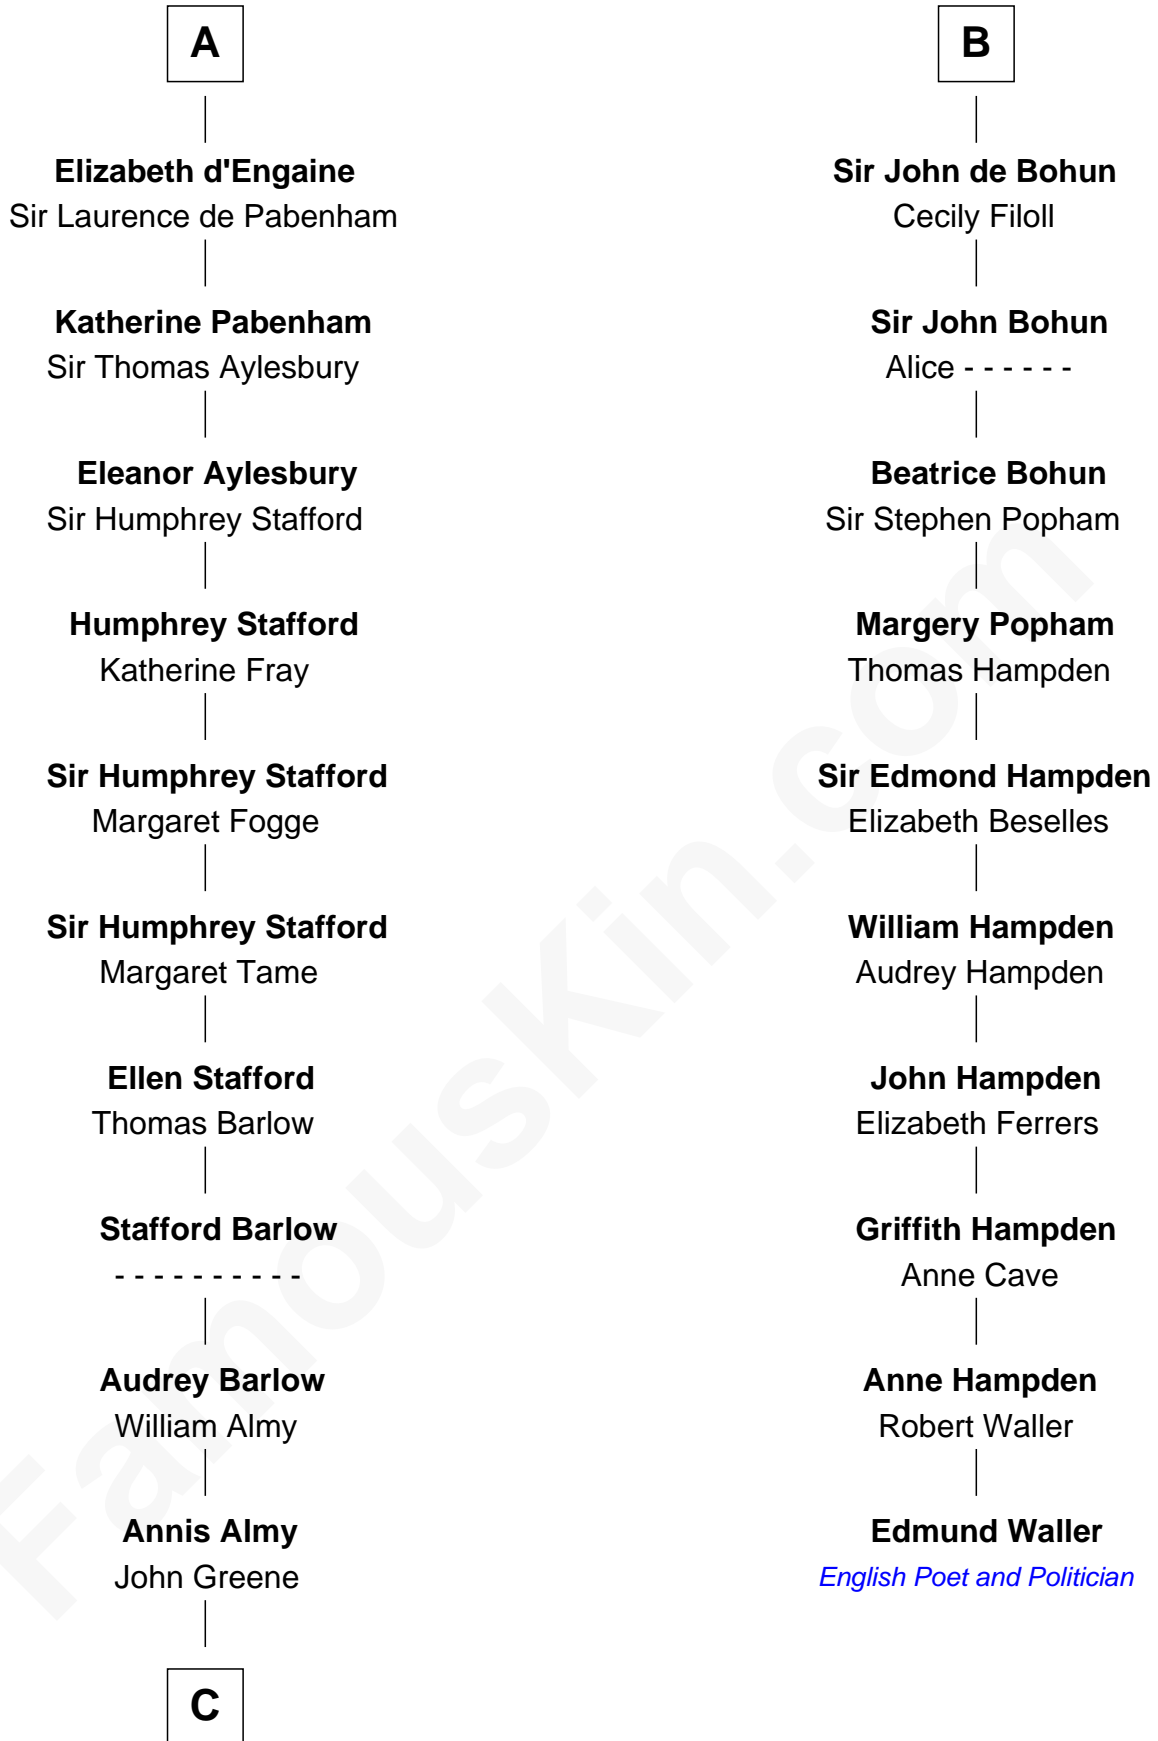 A
Elizabeth d'Engaine
Sir Laurence de Pabenham
Katherine Pabenham
Sir Thomas Aylesbury
Eleanor Aylesbury
Sir Humphrey Stafford
Humphrey Stafford
Katherine Fray
Sir Humphrey Stafford
Margaret Fogge
Sir Humphrey Stafford
Margaret Tame
Ellen Stafford
Thomas Barlow
Stafford Barlow
- - - - - - - - - -
Audrey Barlow
William Almy
Annis Almy
John Greene
C
B
Sir John de Bohun
Cecily Filoll
Sir John Bohun
Alice - - - - - -
Beatrice Bohun
Sir Stephen Popham
Margery Popham
Thomas Hampden
Sir Edmond Hampden
Elizabeth Beselles
William Hampden
Audrey Hampden
John Hampden
Elizabeth Ferrers
Griffith Hampden
Anne Cave
Anne Hampden
Robert Waller
Edmund Waller
English Poet and Politician
FamousKin.com